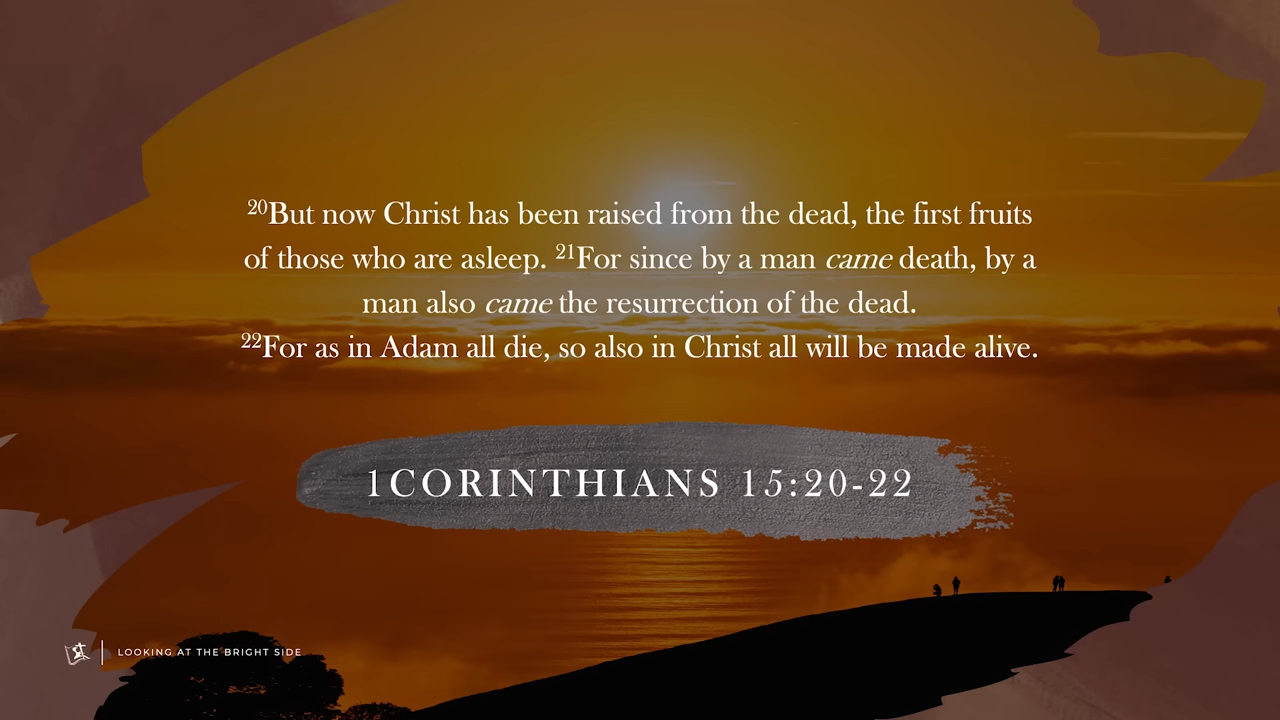 20But now Christ has been raised from the dead, the first fruits
of those who are asleep. 21For since by a man came death, by a
man also came the resurrection of the dead.
22For as in Adam all die, so also in Christ all will be made alive.
1CORINTHIANS 15:20-22
LOOKING AT THE BRIGHT SIDE